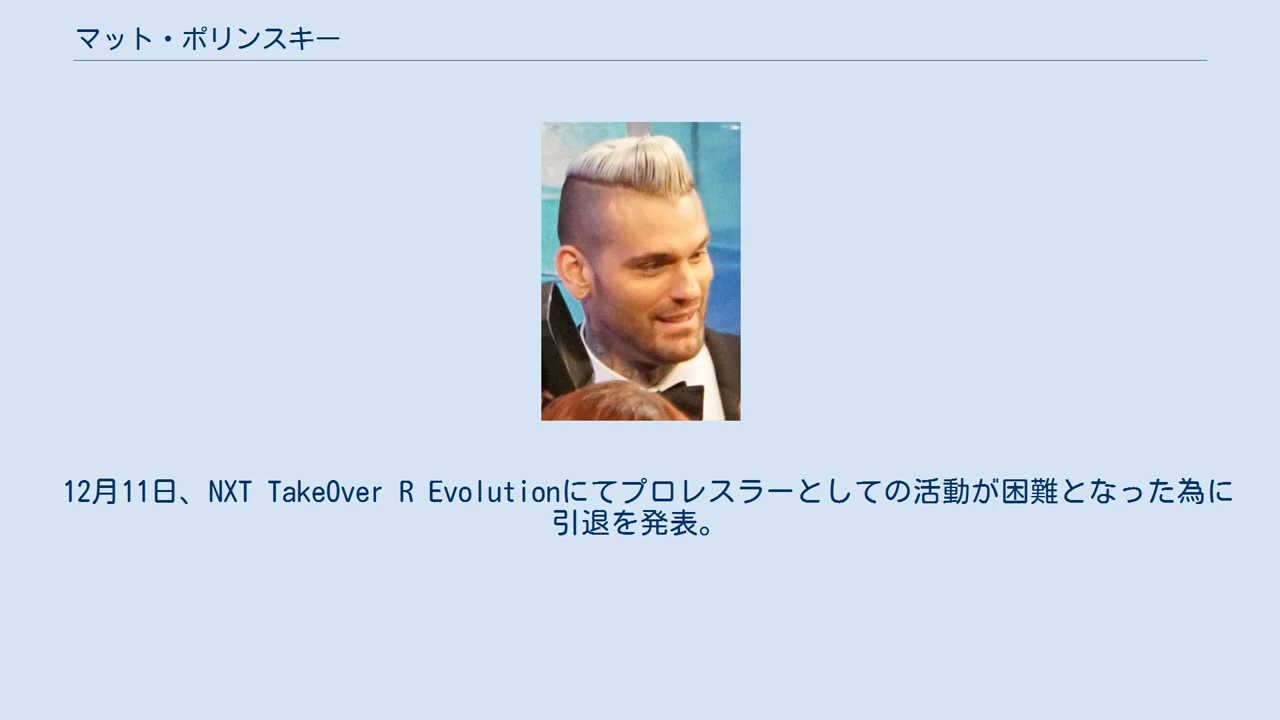 マット・ポリンスキー
12月11日、NXT TakeOver R Evolutionにてプロレスラーとしての活動が困難となった為に
引退を発表。